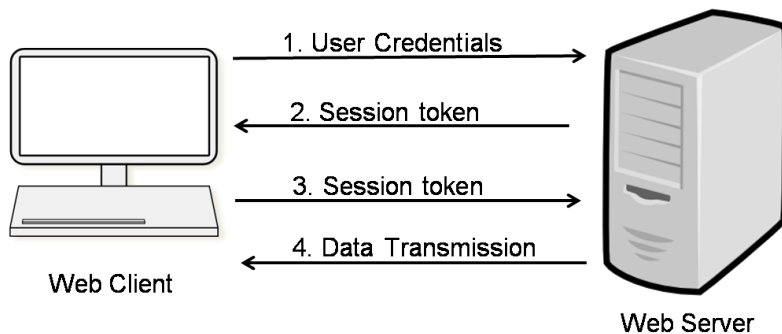 1. User Credentials
2. Session token
3. Session token
4. Data Transmission
Web Client
Web Server